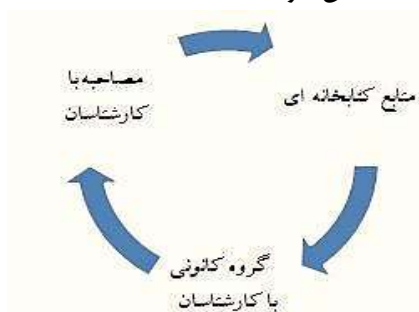 مصاحبه با
کارشناسان
منابع کتابخانه ای
گروه کانونی
با کارشناسان